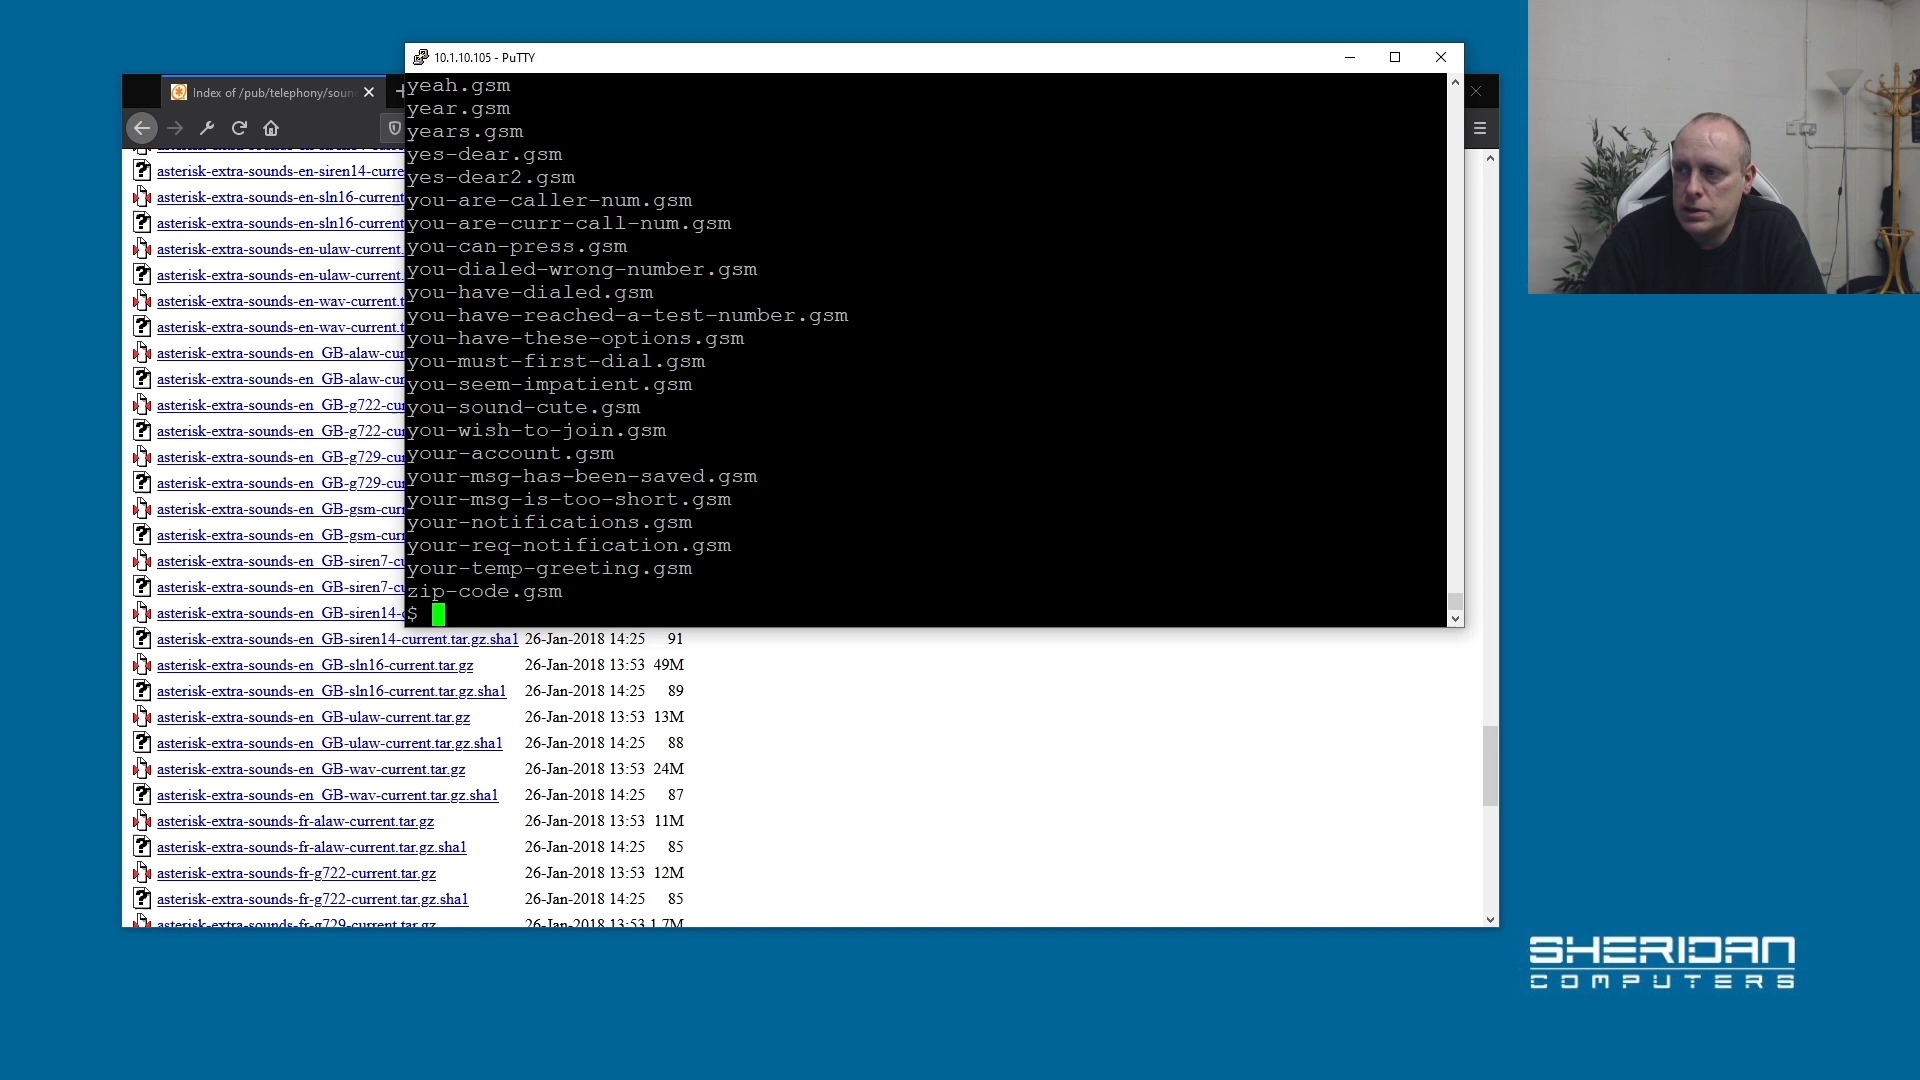 10.1.10.105 - PuTTY
Index of /pub/telephony/soun
yeah.gsm
year.gsm
years.gsm
yes-dear.gsm
yes-dear2.gsm
you-are-caller-num.gsm
you-are-curr-call-num.gsm
you-can-press.gsm
you-dialed-wrong-number.gsm
you-have-dialed.gsm
you-have-reached-a-test-number.gsm
you-have-these-options.gsm
you-must-first-dial.gsm
you-seem-impatient.gsm
you-sound-cute.gsm
you-wish-to-join.gsm
your-account.gsm
your-msg-has-been-saved.gsm
your-msg-is-too-short.gsm
your-notifications.gsm
your-req-notification.gsm
your-temp-greeting.gsm
zip-code.gsm
$
asterisk-extra-sounds-en-siren14-curre
asterisk-extra-sounds-en-sln16-current
asterisk-extra-sounds-en-sln16-current
asterisk-extra-sounds-en-ulaw-current.
asterisk-extra-sounds-en-ulaw-current.
asterisk-extra-sounds-en-wav-current.t
asterisk-extra-sounds-en-wav-current.t
asterisk-extra-sounds-en_GB-alaw-cur
asterisk-extra-sounds-en_GB-alaw-cur
asterisk-extra-sounds-en_GB-g722-cu
asterisk-extra-sounds-en_GB-g722-cu
asterisk-extra-sounds-en_GB-g729-cu
asterisk-extra-sounds-en_GB-g729-cu
asterisk-extra-sounds-en_GB-gsm-curr
asterisk-extra-sounds-en_GB-gsm-curr
asterisk-extra-sounds-en_GB-siren7-cu
asterisk-extra-sounds-en_GB-siren7-cu
asterisk-extra-sounds-en_GB-siren14-c
asterisk-extra-sounds-en_GB-siren14-current.tar.gz.sha1 26-Jan-2018 14:25 91
asterisk-extra-sounds-en_GB-sln16-current.tar.gz 26-Jan-2018 13:53 49M
asterisk-extra-sounds-en_GB-sln16-current.tar.gz.sha1 26-Jan-2018 14:25 89
asterisk-extra-sounds-en_GB-ulaw-current.tar.gz 26-Jan-2018 13:53 13M
asterisk-extra-sounds-en_GB-ulaw-current.tar.gz.sha1 26-Jan-2018 14:25 88
asterisk-extra-sounds-en_GB-wav-current.tar.gz 26-Jan-2018 13:53 24M
asterisk-extra-sounds-en_GB-wav-current.tar.gz.sha1 26-Jan-2018 14:25 87
asterisk-extra-sounds-fr-alaw-current.tar.gz 26-Jan-2018 13:53 11M
asterisk-extra-sounds-fr-alaw-current.tar.gz.sha1 26-Jan-2018 14:25 85
asterisk-extra-sounds-fr-g722-current.tar.gz 26-Jan-2018 13:53 12M
asterisk-extra-sounds-fr-g722-current.tar.gz.sha1 26-Jan-2018 14:25 85
asterisk-extra-sounds-fr-g729-current.tar.gz 26-Jan-2018 13:53 1.7M
SHERIDAN
COMPUTERS